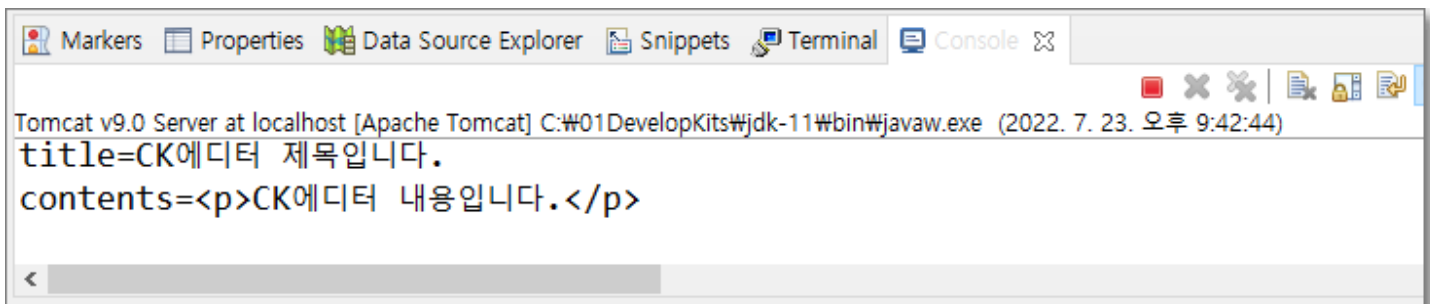 Markers Properties Data Source Explorer Snippets Terminal Console
Tomcat v9.0 Server at localhost [Apache Tomcat] C:₩01DevelopKits₩jdk-11₩bin₩javaw.exe (2022. 7. 23. 오후 9:42:44)
title=CK에디터 제목입니다.
contents=<p>CK에디터 내용입니다.</p>